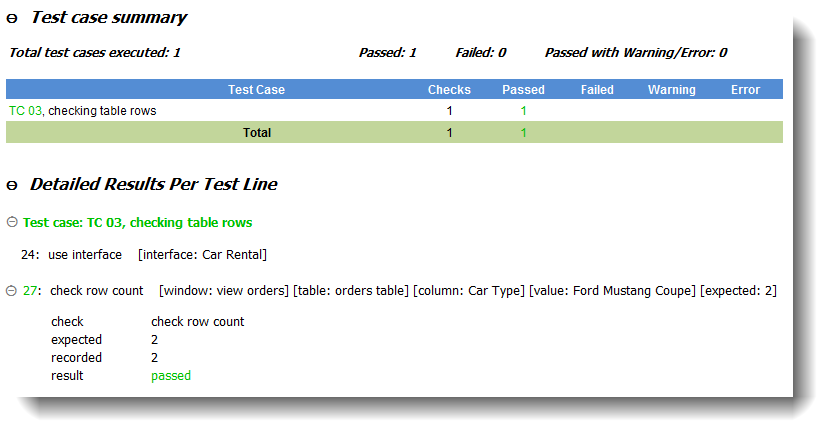 Test case summary
Total test cases executed: 1 Passed: 1 Failed: 0 Passed with Warning/Error: 0
Test Case Checks Passed Failed Warning Error
TC 03, checking table rows 1 1
Total 1 1
Detailed Results Per Test Line
Test case: TC 03, checking table rows
24: use interface [interface: Car Rental]
27: check row count [window: view orders] [table: orders table] [column: Car Type] [value: Ford Mustang Coupe] [expected: 2]
check check row count
expected 2
recorded 2
result passed